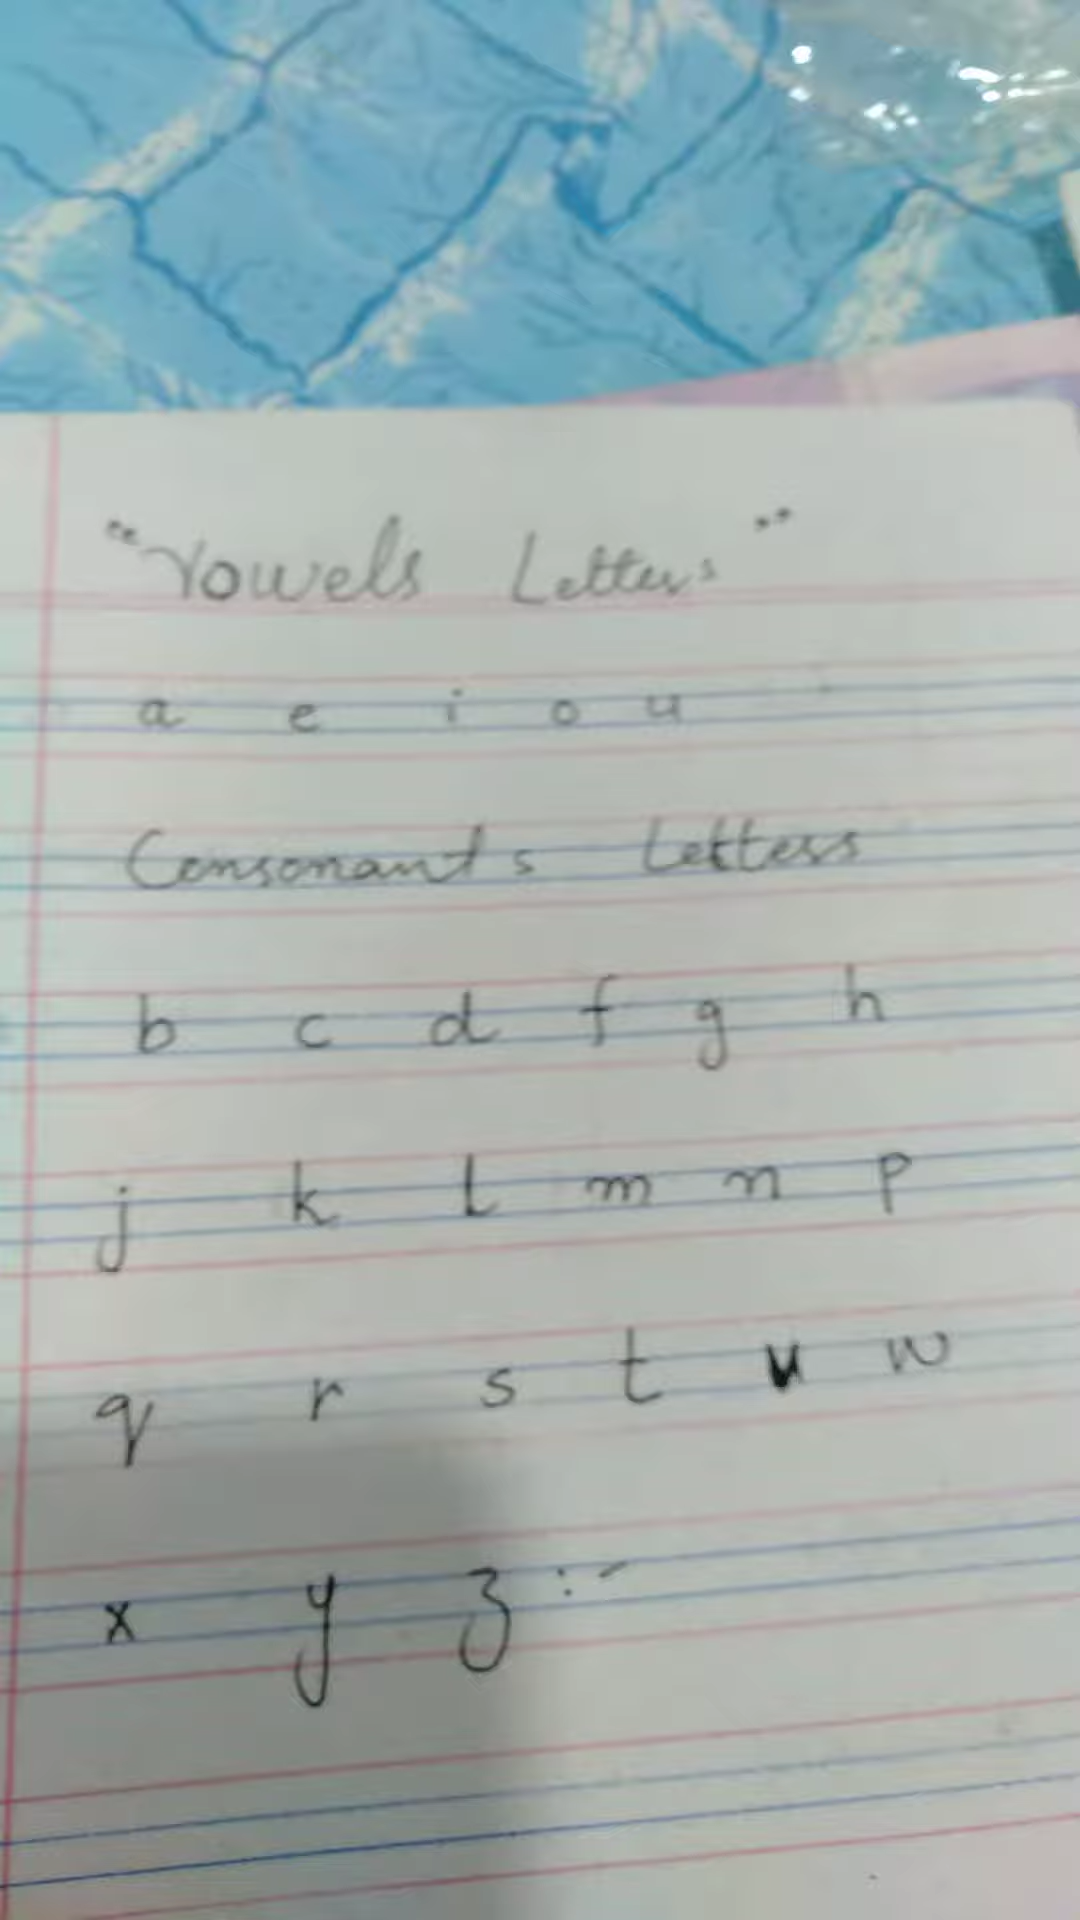 "Vowels Letters"
a e i o u
Consonants Letters
b c d f g h
j k l m n p
q r s t v w
x y z :-